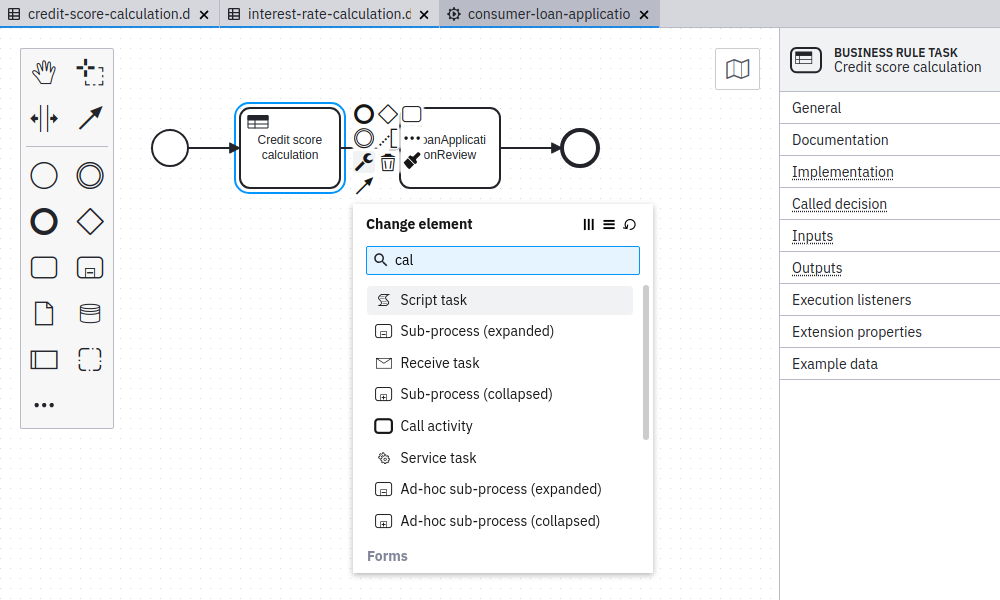 credit-score-calculation.d
interest-rate-calculation.d
consumer-loan-applicatio
Credit score
calculation
oanApplicati
onReview
Change element
cal
Script task
Sub-process (expanded)
Receive task
Sub-process (collapsed)
Call activity
Service task
Ad-hoc sub-process (expanded)
Ad-hoc sub-process (collapsed)
Forms
BUSINESS RULE TASK
Credit score calculation
General
Documentation
Implementation
Called decision
Inputs
Outputs
Execution listeners
Extension properties
Example data